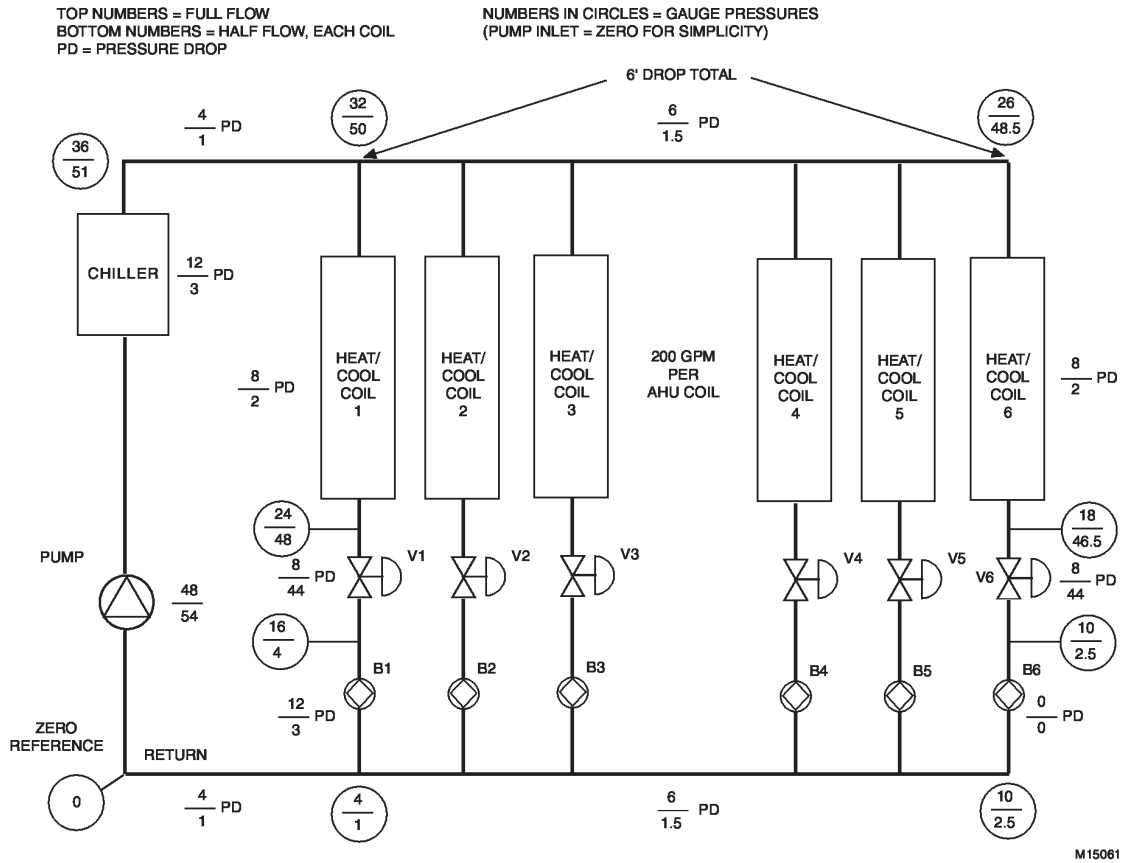 TOP NUMBERS = FULL FLOW
BOTTOM NUMBERS = HALF FLOW, EACH COIL
PD = PRESSURE DROP
NUMBERS IN CIRCLES = GAUGE PRESSURES
(PUMP INLET = ZERO FOR SIMPLICITY)
6' DROP TOTAL
36
51
4
1
PD
32
50
6
1.5
PD
26
48.5
CHILLER
12
3
PD
8
2
PD
HEAT/
COOL
COIL
1
HEAT/
COOL
COIL
2
HEAT/
COOL
COIL
3
200 GPM
PER
AHU COIL
HEAT/
COOL
COIL
4
HEAT/
COOL
COIL
5
HEAT/
COOL
COIL
6
8
2
PD
24
48
18
46.5
PUMP
48
54
8
44
PD
V1
V2
V3
V4
V5
V6
8
44
PD
16
4
10
2.5
B1
B2
B3
B4
B5
B6
12
3
PD
0
0
PD
ZERO
REFERENCE
RETURN
0
4
1
PD
4
1
6
1.5
PD
10
2.5
M15061